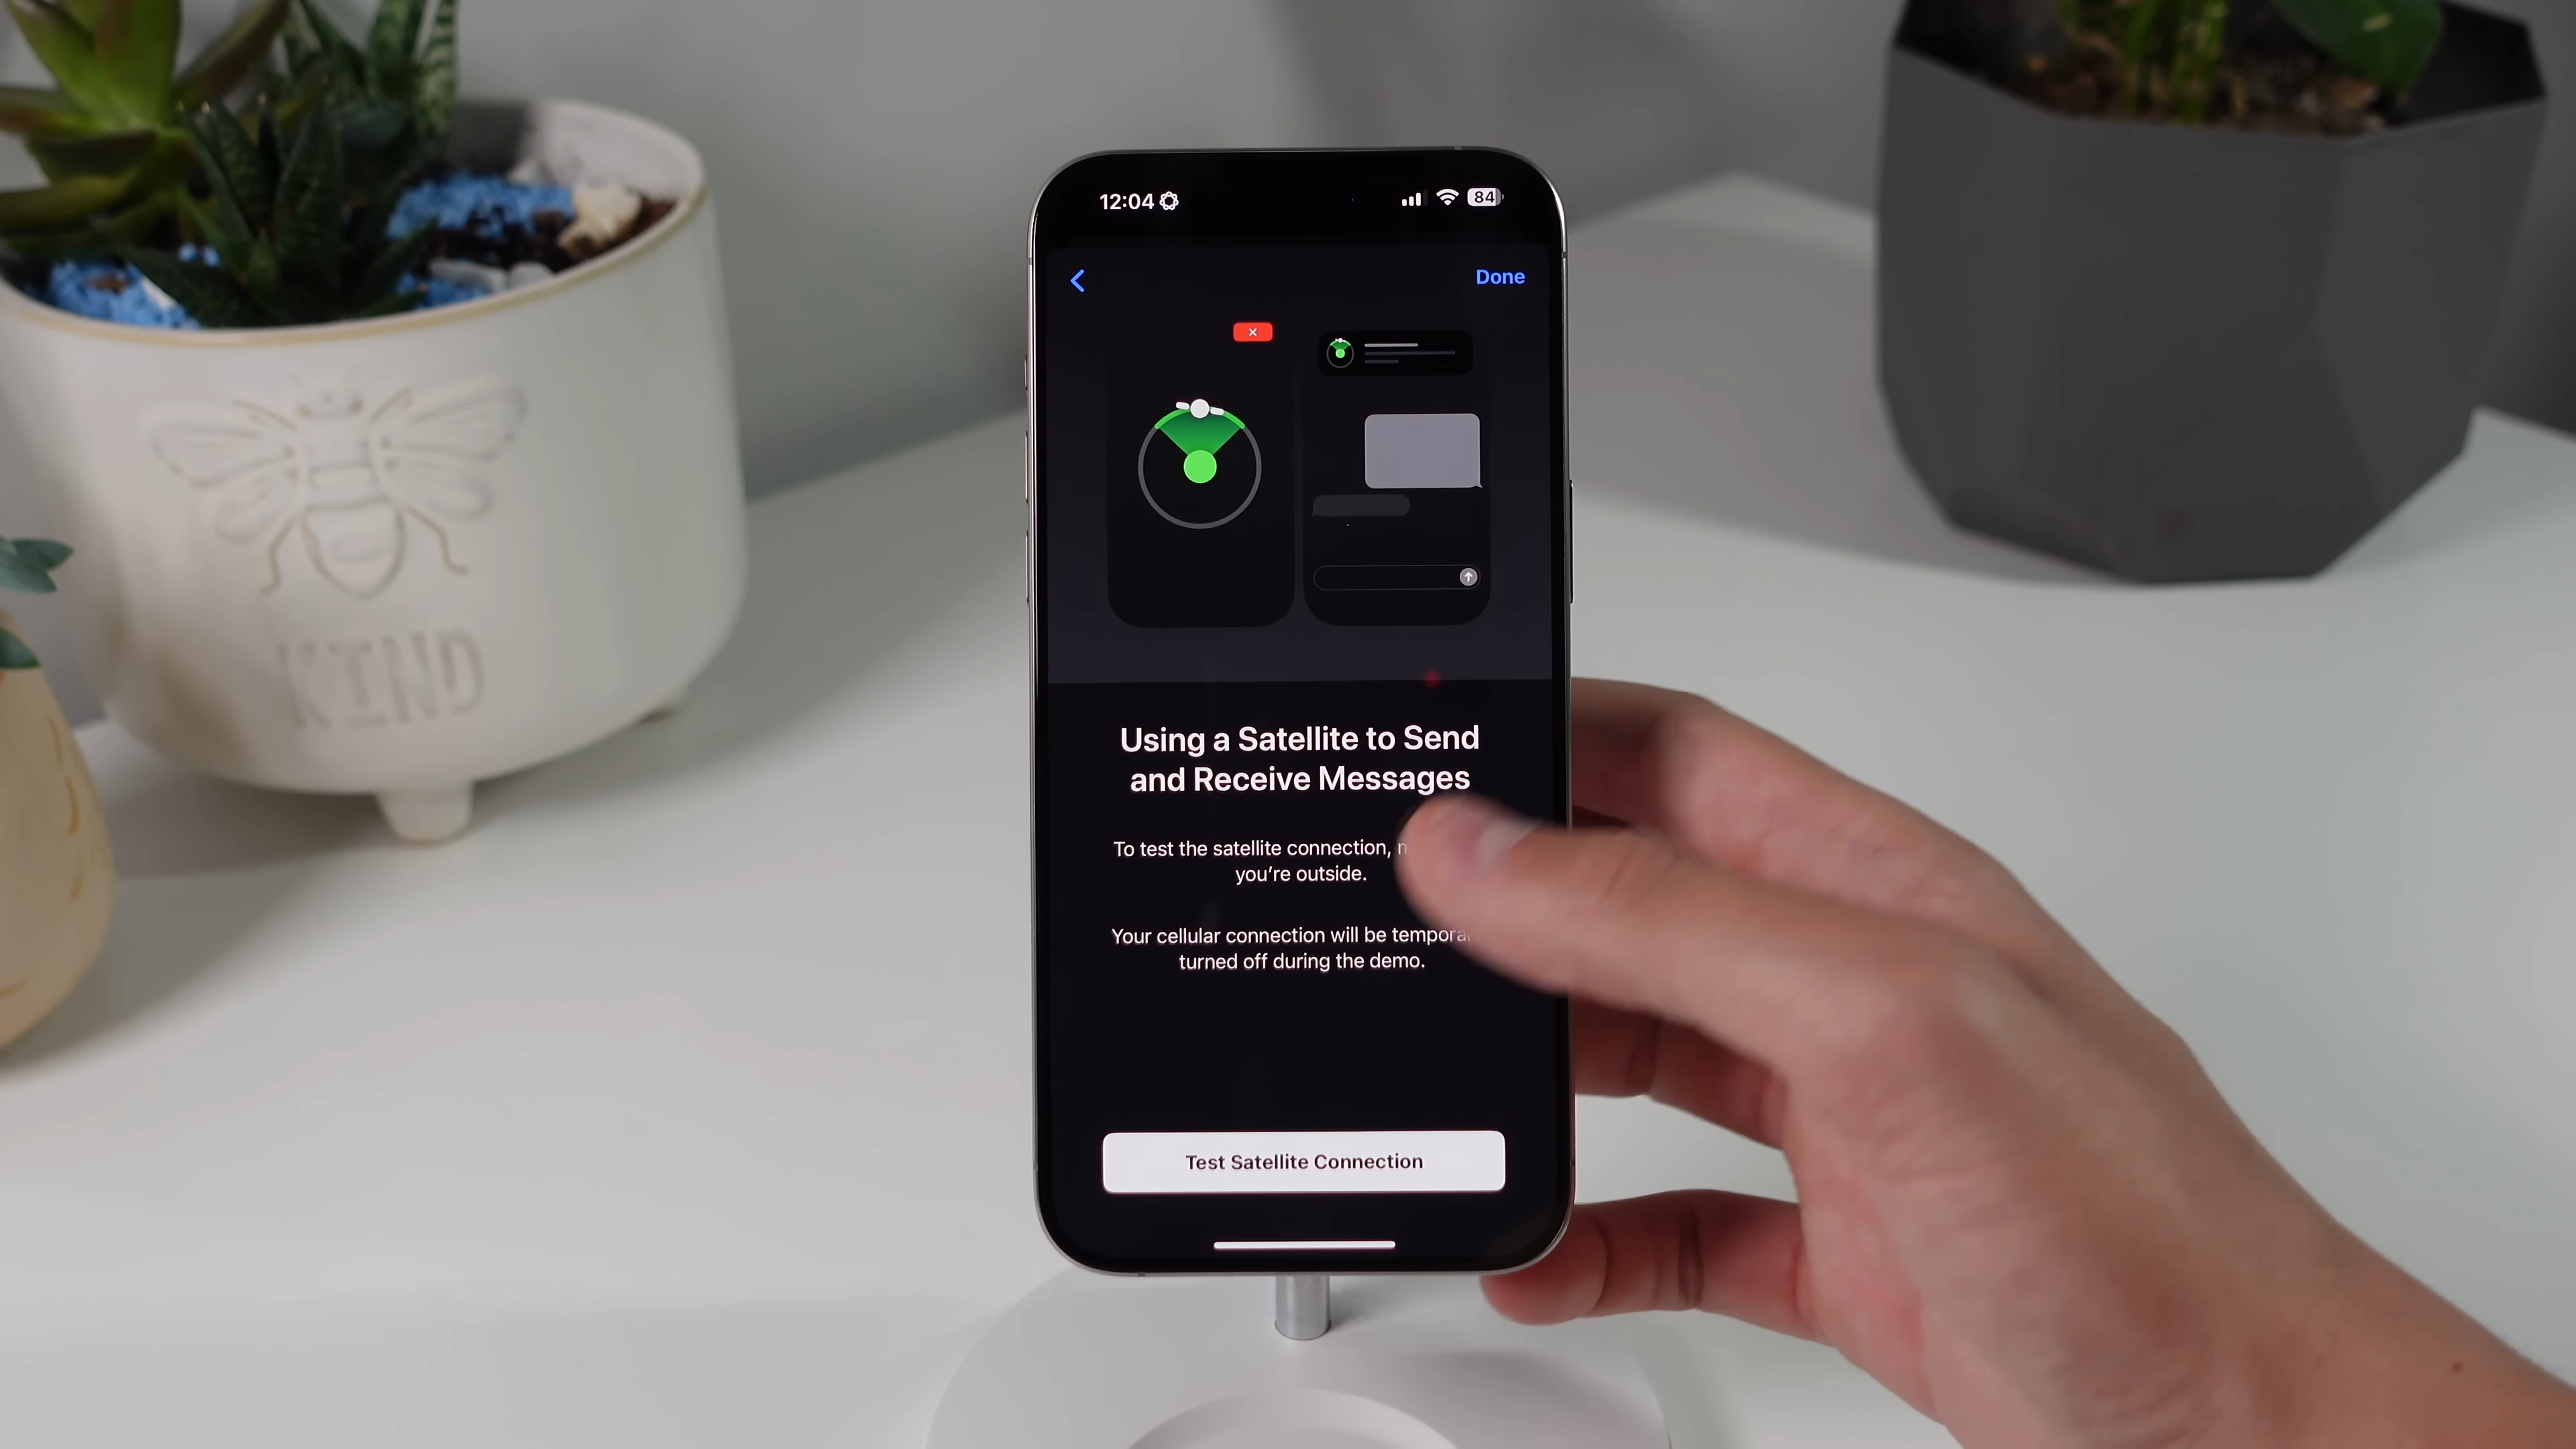 12:04
84
Done
KIND
Using a Satellite to Send
and Receive Messages
To test the satellite connection,
you're outside.
Your cellular connection will be
turned off during the demo.
Test Satellite Connection